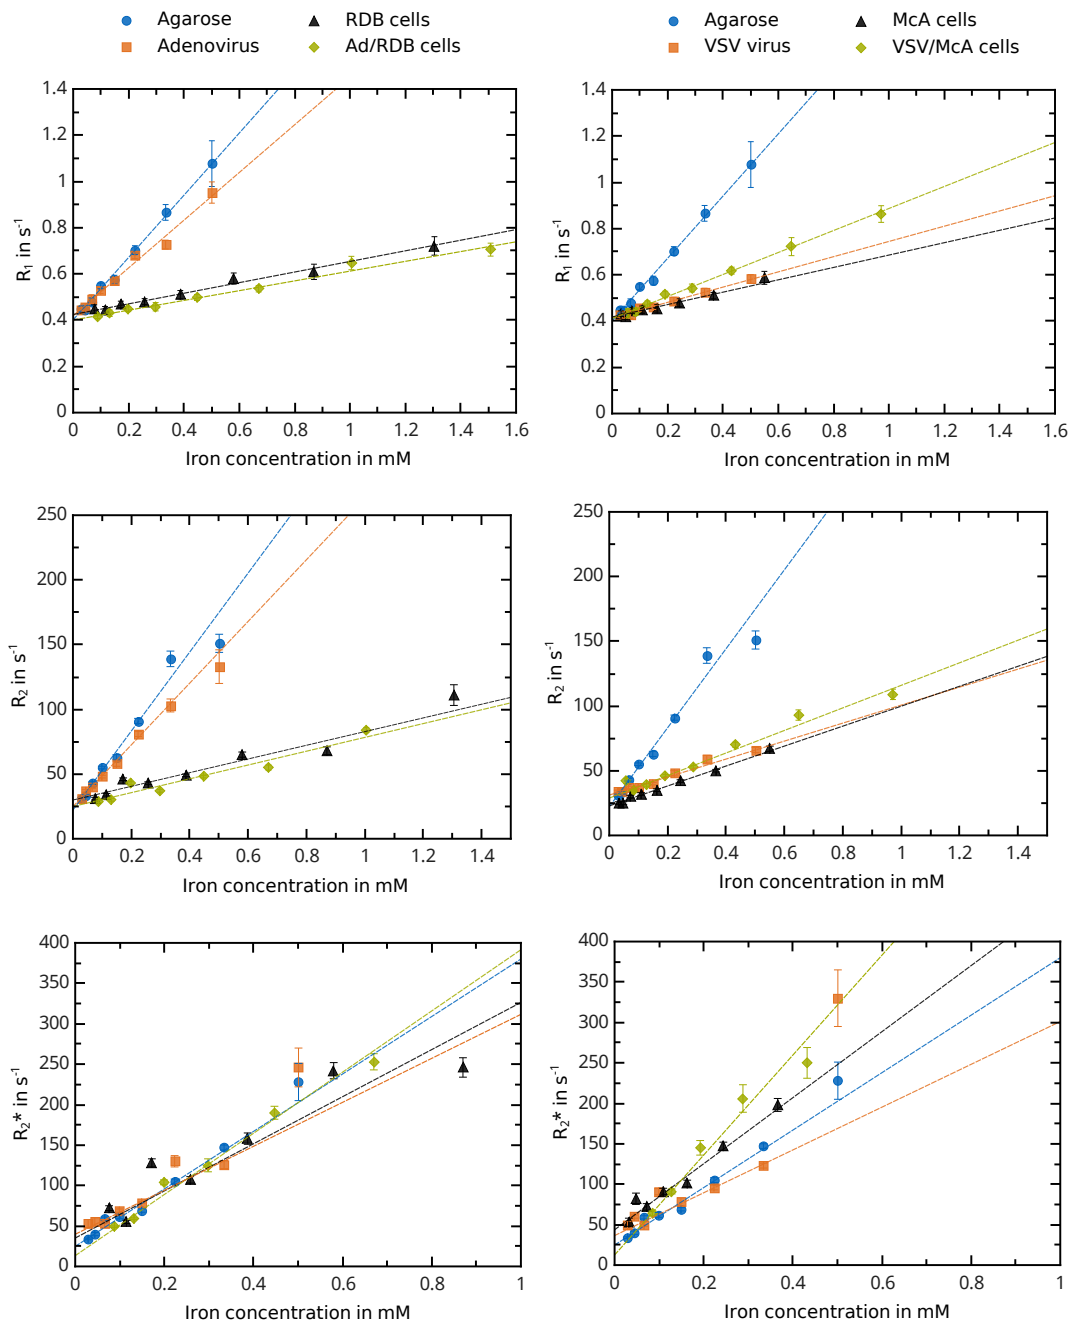 Agarose
RDB cells
Adenovirus
Ad/RDB cells
Agarose
McA cells
VSV virus
VSV/McA cells
R1 in s-1
1.4
1.2
1
0.8
0.6
0.4
0.2
0
0 0.2 0.4 0.6 0.8 1 1.2 1.4 1.6
Iron concentration in mM
R1 in s-1
1.4
1.2
1
0.8
0.6
0.4
0.2
0
0 0.2 0.4 0.6 0.8 1 1.2 1.4 1.6
Iron concentration in mM
R2 in s-1
250
200
150
100
50
0
0 0.2 0.4 0.6 0.8 1 1.2 1.4
Iron concentration in mM
R2 in s-1
250
200
150
100
50
0
0 0.2 0.4 0.6 0.8 1 1.2 1.4
Iron concentration in mM
R2* in s-1
400
350
300
250
200
150
100
50
0
0 0.2 0.4 0.6 0.8 1
Iron concentration in mM
R2* in s-1
400
350
300
250
200
150
100
50
0
0 0.2 0.4 0.6 0.8 1
Iron concentration in mM